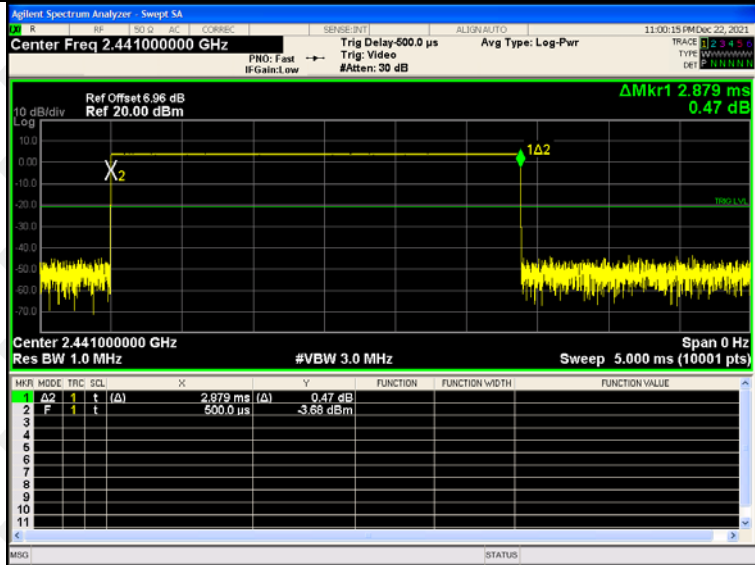 Agilent Spectrum Analyzer - Swept SA
LXI R RF 50 Ω AC CORREC SENSE:INT ALIGNAUTO 11:00:15 PM Dec 22, 2021
Center Freq 2.441000000 GHz Trig Delay-500.0 µs Avg Type: Log-Pwr TRACE 1 2 3 4 5 6
PNO: Fast Trig: Video TYPE WWWWWW
IFGain:Low #Atten: 30 dB DET P N N N N N
ΔMkr1 2.879 ms
0.47 dB
Ref Offset 6.96 dB
10 dB/div Ref 20.00 dBm
Log
10.0
1Δ2
0.00
2
-10.0
-20.0
TRIG LVL
-30.0
-40.0
-50.0
-60.0
-70.0
Center 2.441000000 GHz Span 0 Hz
Res BW 1.0 MHz #VBW 3.0 MHz Sweep 5.000 ms (10001 pts)
MKR MODE TRC SCL X Y FUNCTION FUNCTION WIDTH FUNCTION VALUE
1 Δ2 1 t (Δ) 2.879 ms (Δ) 0.47 dB
2 F 1 t 500.0 µs -3.68 dBm
3
4
5
6
7
8
9
10
11
MSG STATUS